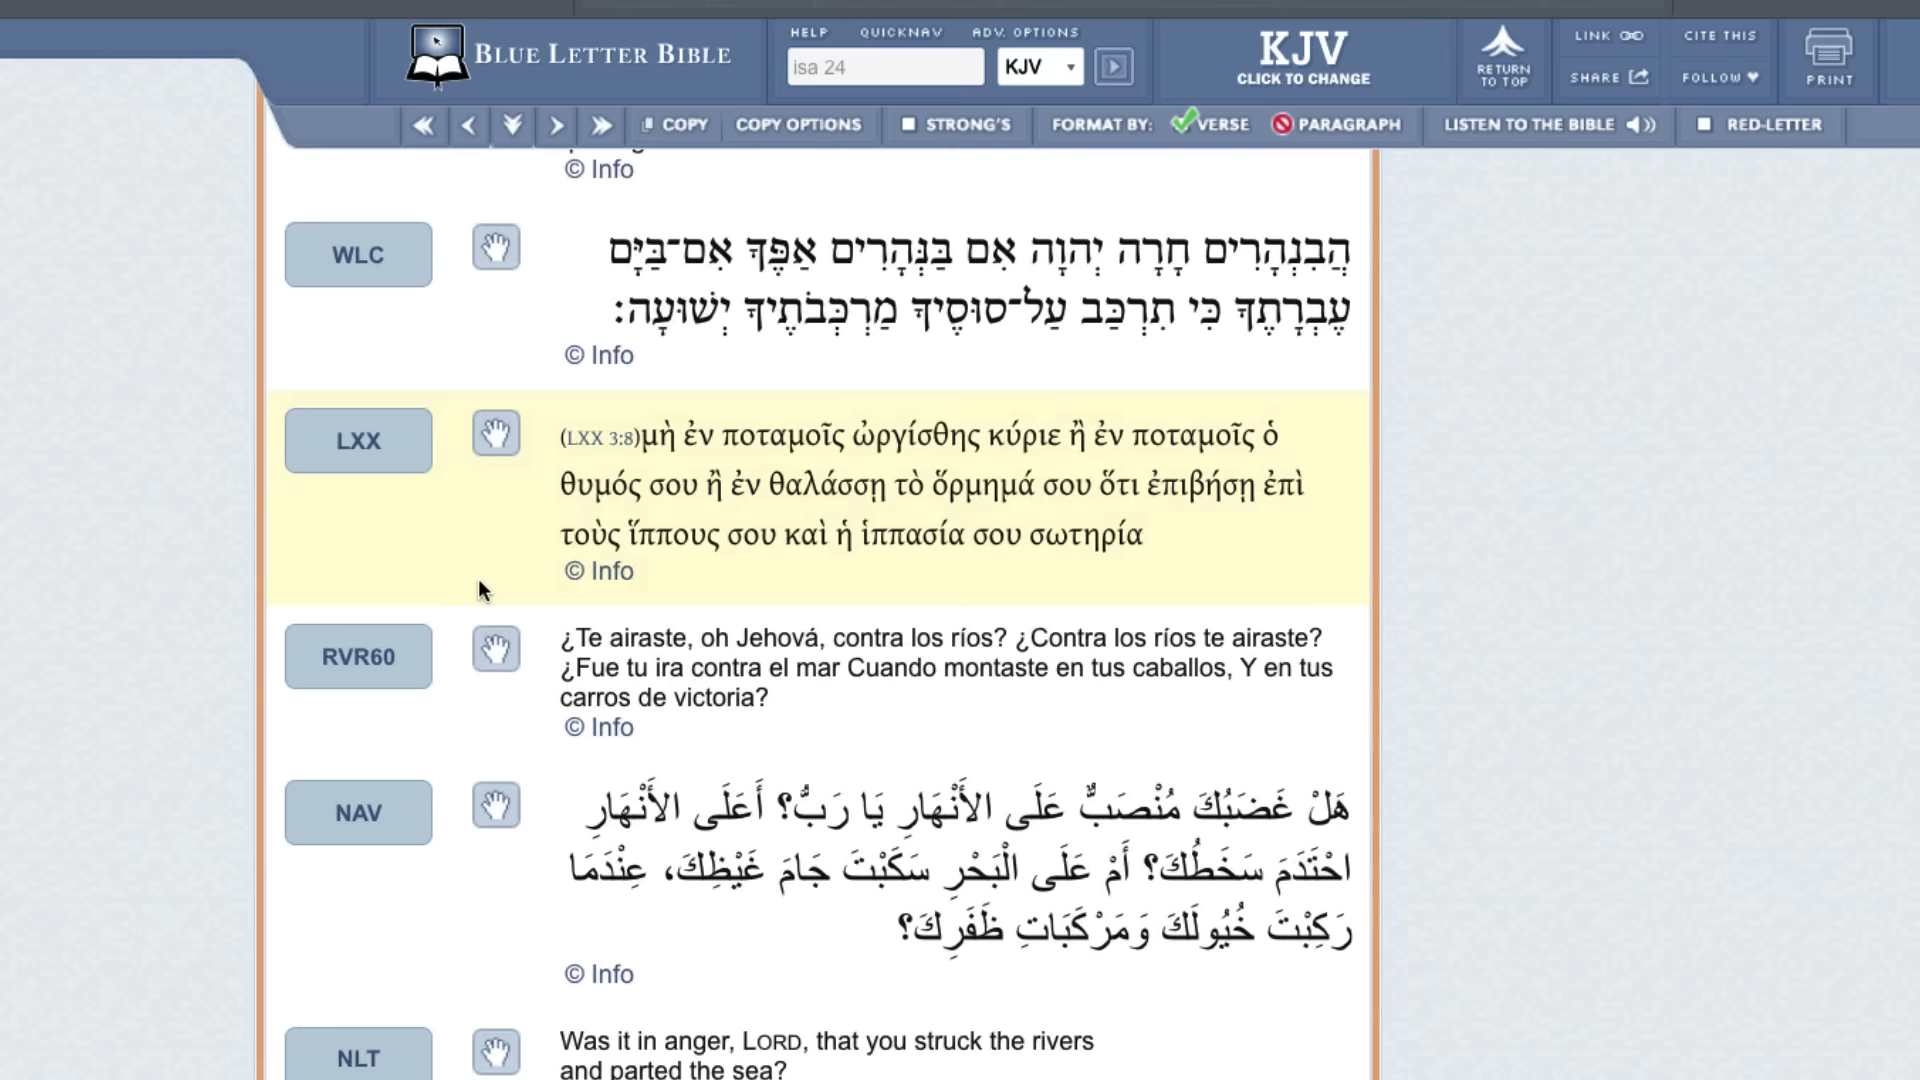 BLUE LETTER BIBLE
HELP QUICKNAV ADV. OPTIONS
isa 24 KJV
KJV
CLICK TO CHANGE
RETURN
TO TOP
LINK
CITE THIS
SHARE
FOLLOW
PRINT
COPY COPY OPTIONS STRONG'S FORMAT BY: VERSE PARAGRAPH LISTEN TO THE BIBLE RED-LETTER
© Info
WLC
הֲבִנְהָרִים חָרָה יְהוָה אִם בַּנְּהָרִים אַפֶּךָ אִם־בַּיָּם
עֶבְרָתֶךָ כִּי תִרְכַּב עַל־סוּסֶיךָ מַרְכְּבֹתֶיךָ יְשׁוּעָה׃
© Info
LXX
(LXX 3:8)μὴ ἐν ποταμοῖς ὠργίσθης κύριε ἢ ἐν ποταμοῖς ὁ
θυμός σου ἢ ἐν θαλάσσῃ τὸ ὅρμημά σου ὅτι ἐπιβήσῃ ἐπὶ
τοὺς ἵππους σου καὶ ἡ ἱππασία σου σωτηρία
© Info
RVR60
¿Te airaste, oh Jehová, contra los ríos? ¿Contra los ríos te airaste?
¿Fue tu ira contra el mar Cuando montaste en tus caballos, Y en tus
carros de victoria?
© Info
NAV
هَلْ غَضَبُكَ مُنْصَبٌّ عَلَى الأَنْهَارِ يَا رَبُّ؟ أَعَلَى الأَنْهَارِ
احْتَدَمَ سَخَطُكَ؟ أَمْ عَلَى الْبَحْرِ سَكَبْتَ جَامَ غَيْظِكَ، عِنْدَمَا
رَكِبْتَ خُيُولَكَ وَمَرْكَبَاتِ ظَفَرِكَ؟
© Info
NLT
Was it in anger, LORD, that you struck the rivers
and parted the sea?